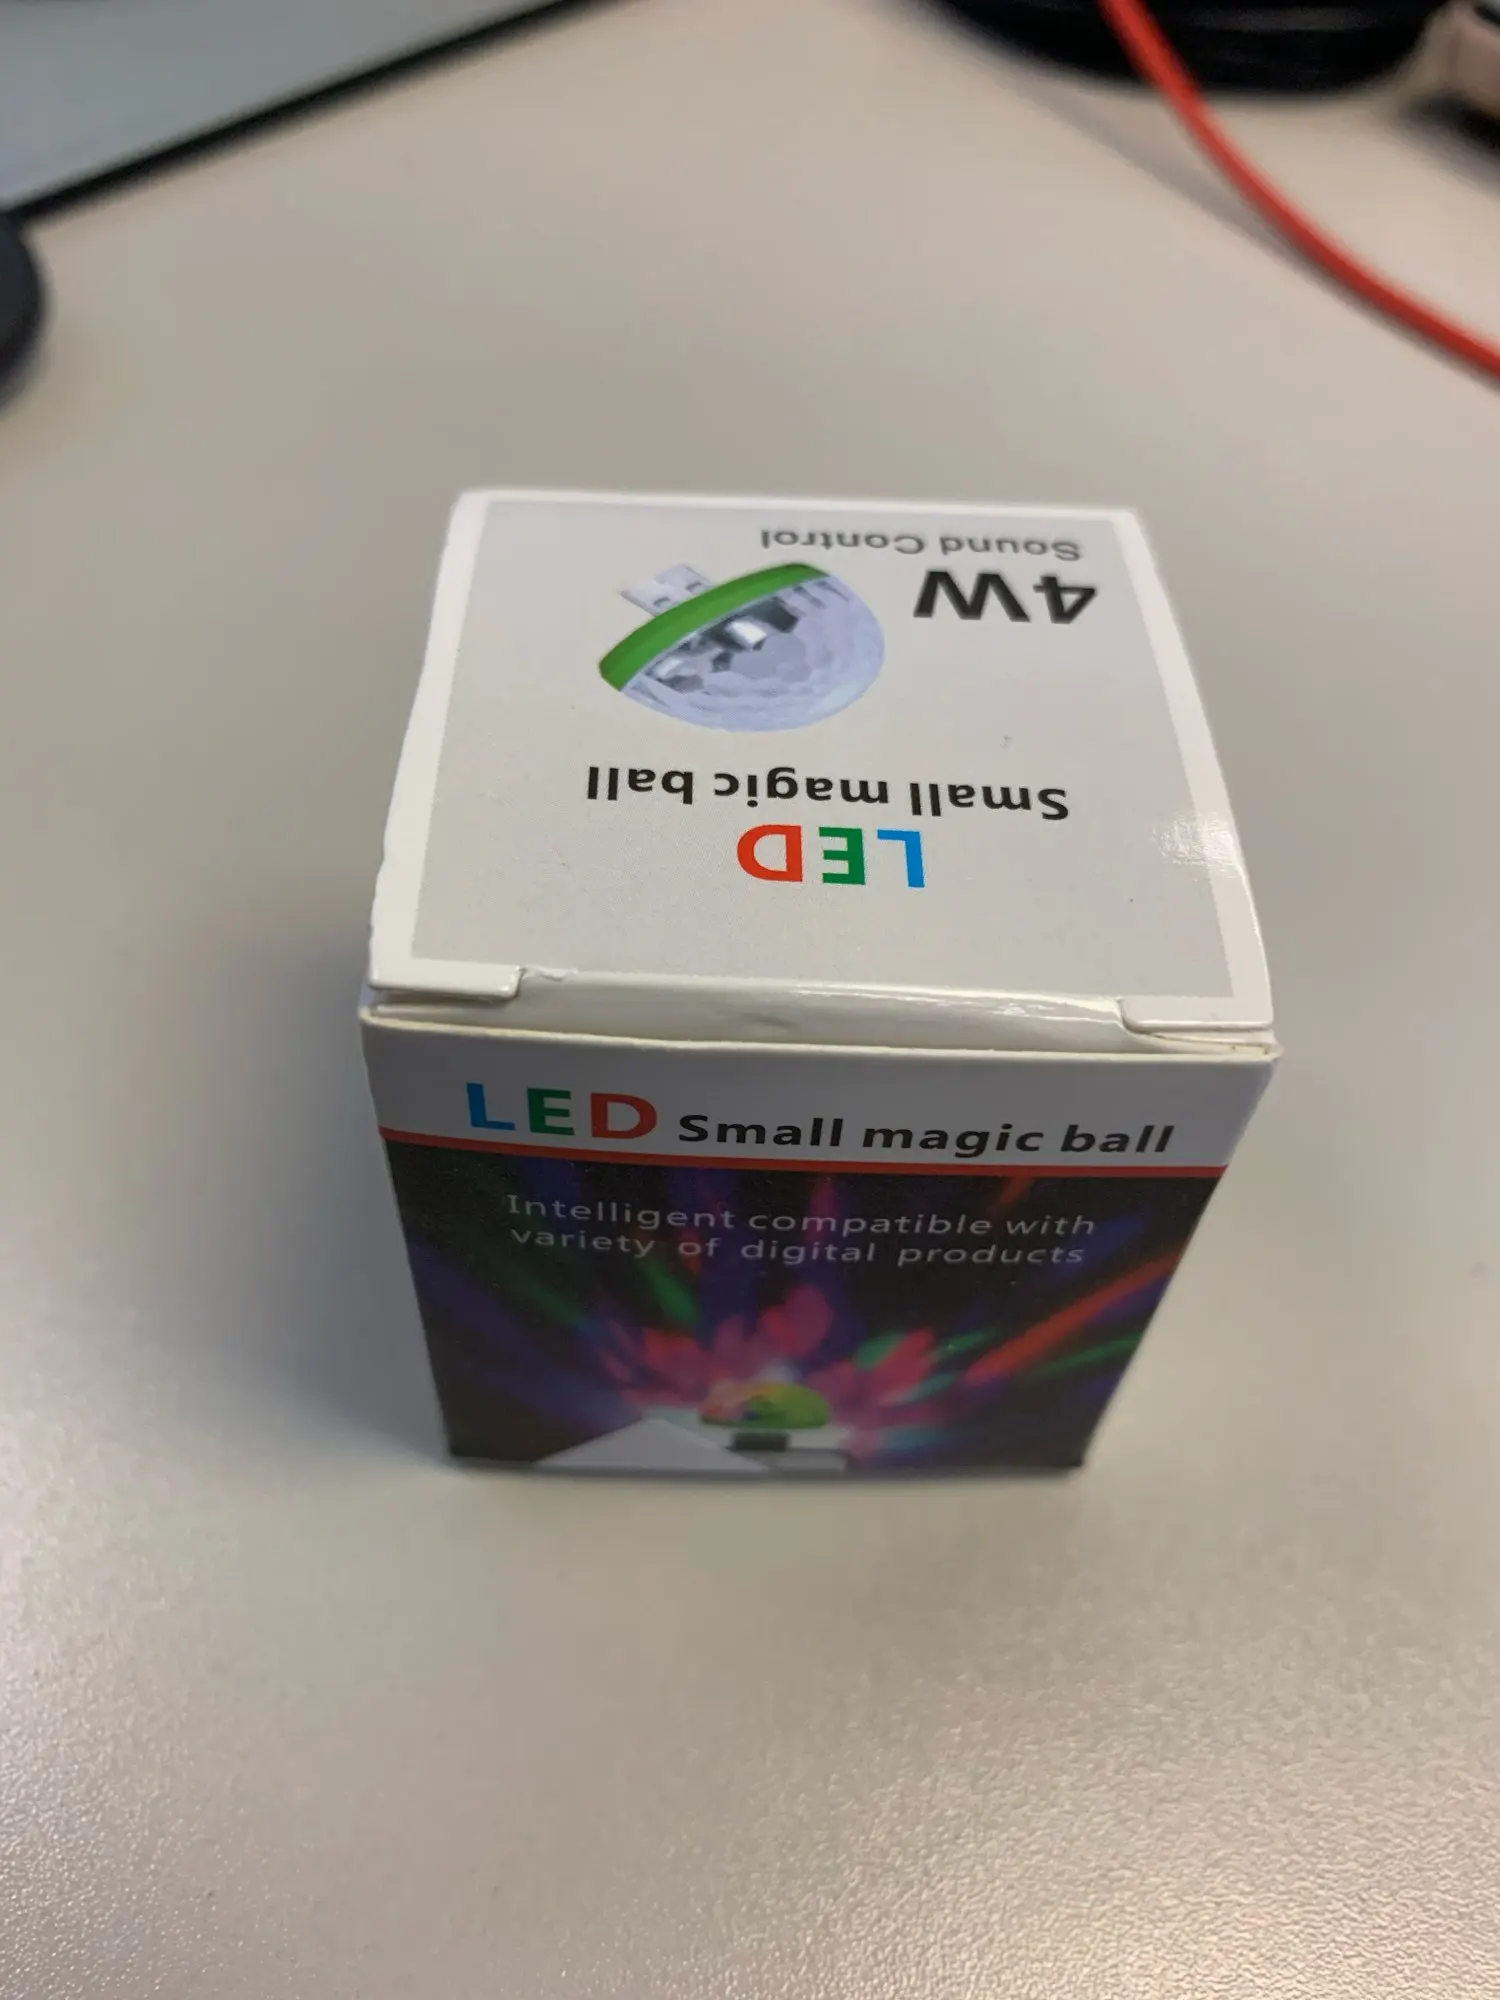 LED
Small magic ball
4W
Sound Control
LED Small magic ball
Intelligent compatible with
variety of digital products